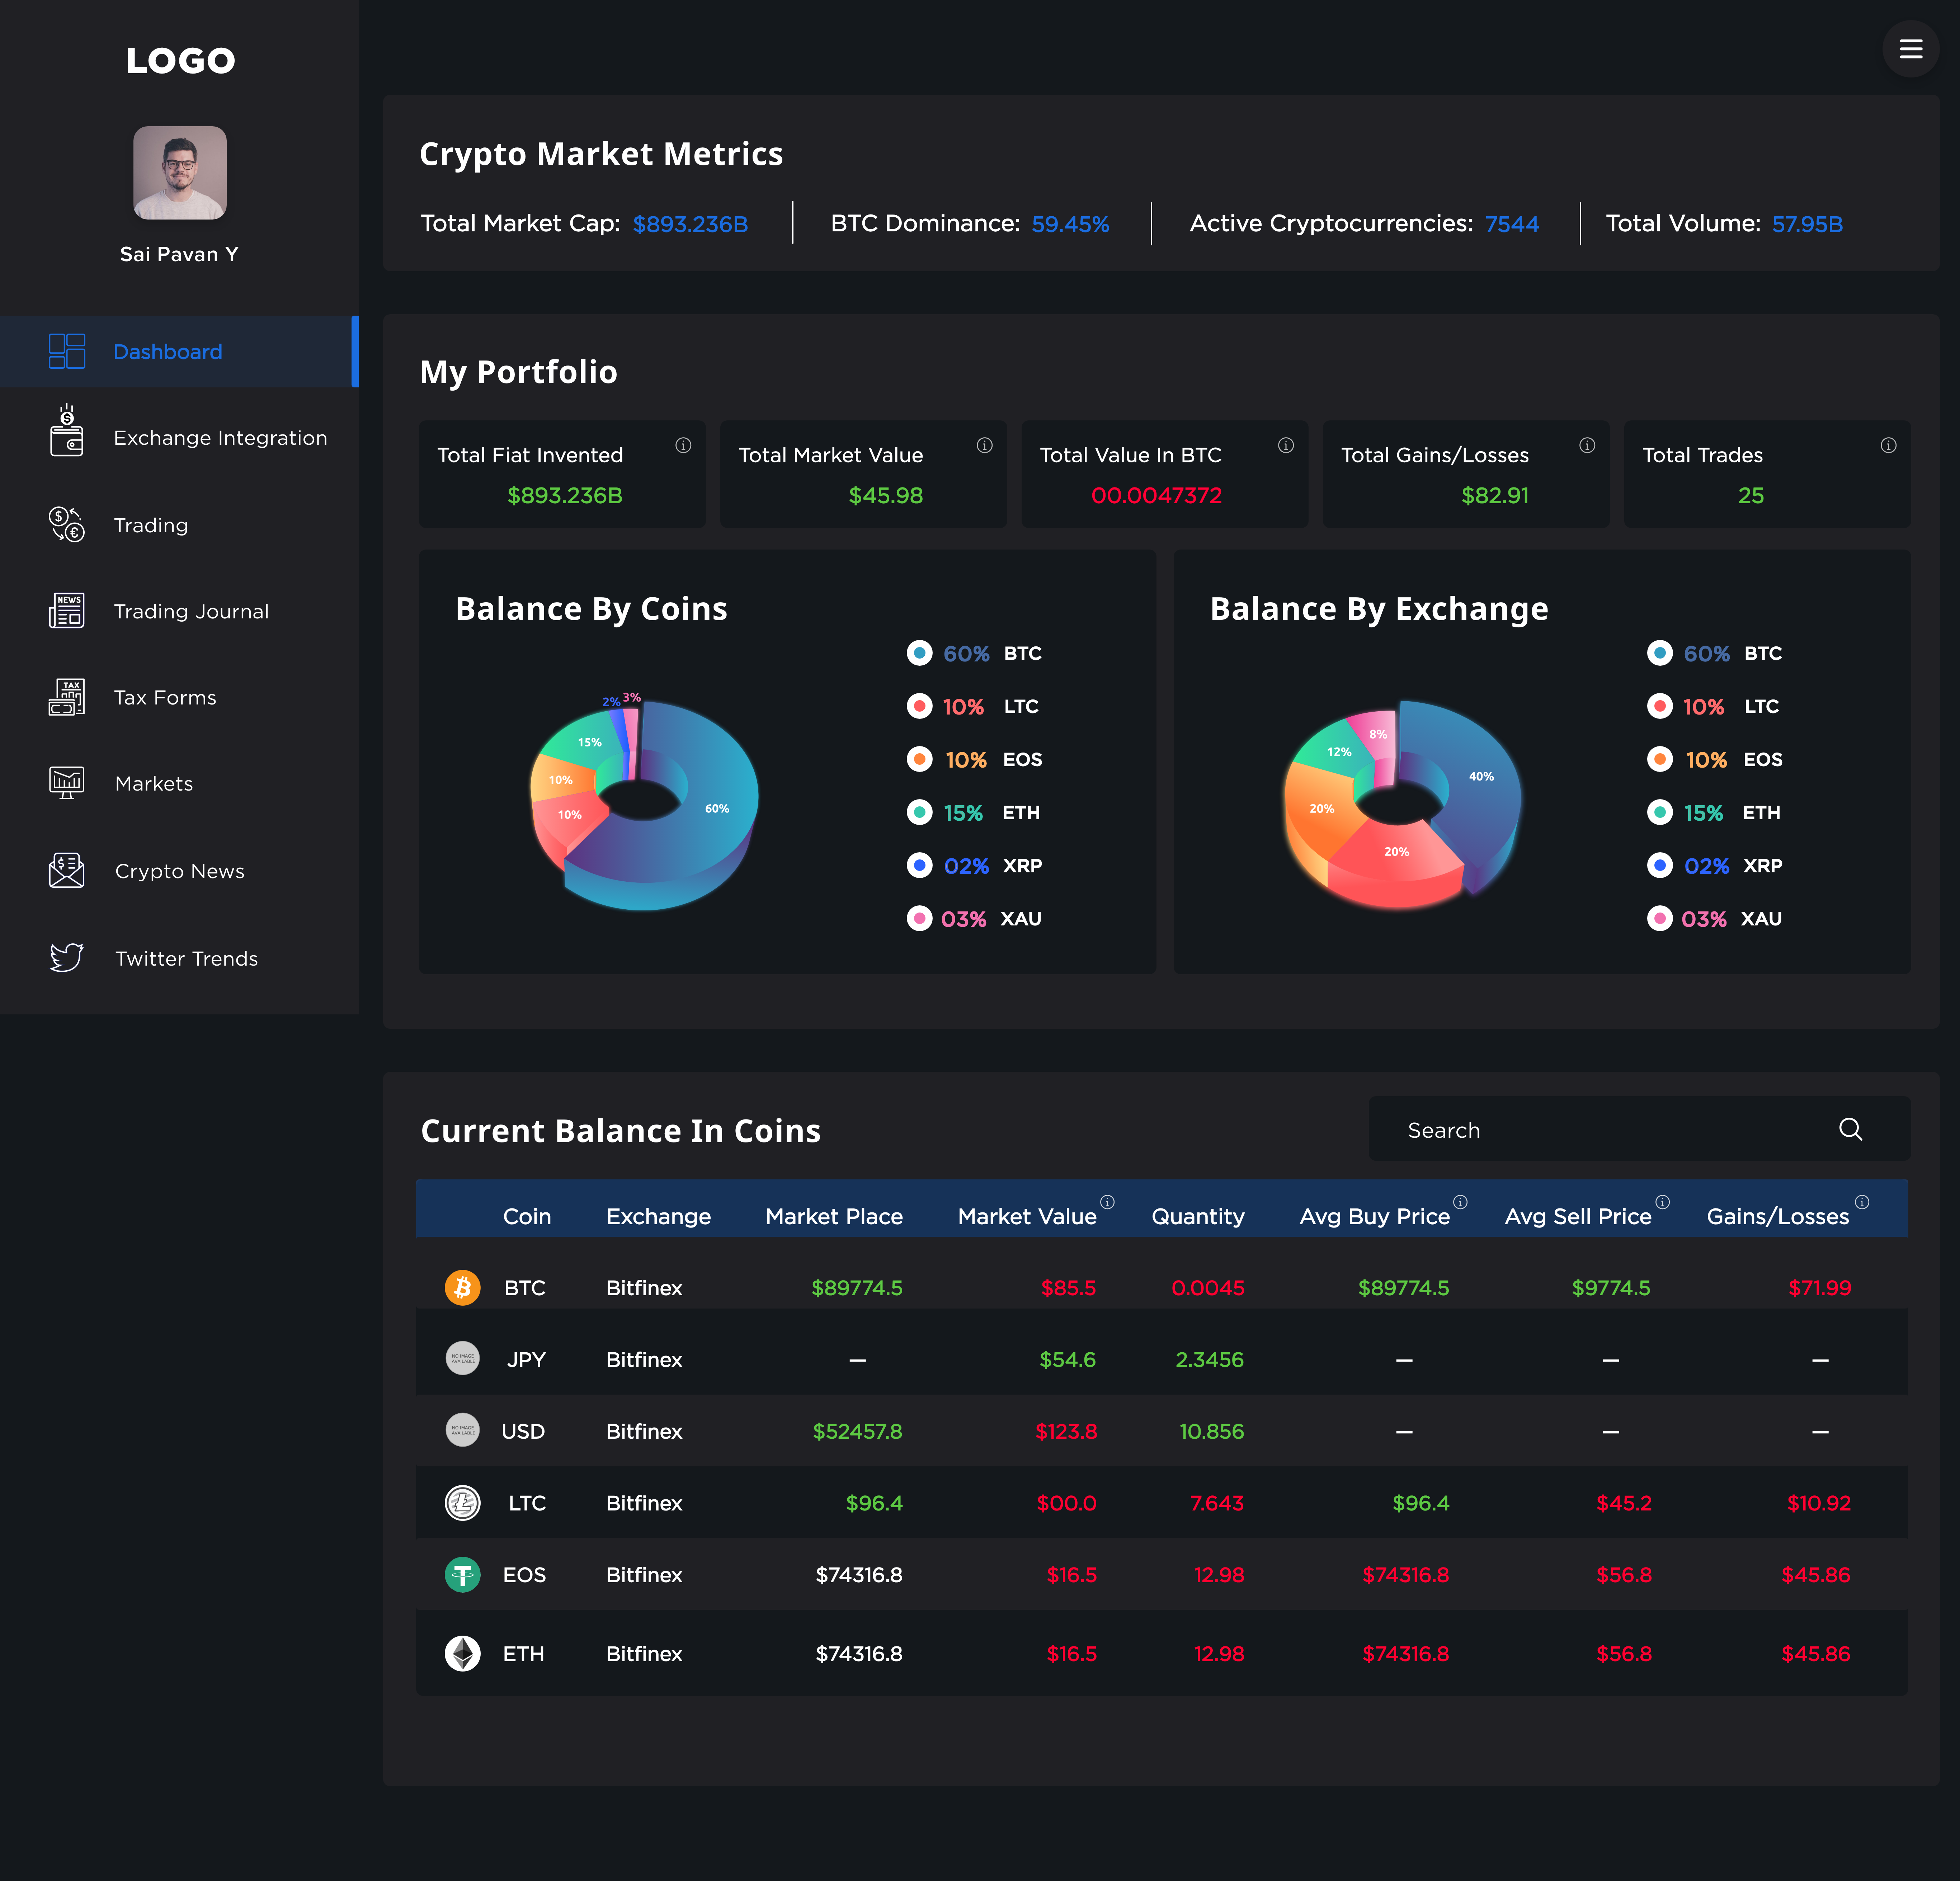 LOGO
Sai Pavan Y
Dashboard
Exchange Integration
Trading
NEWS
Trading Journal
TAX
Tax Forms
Markets
Crypto News
Twitter Trends
Crypto Market Metrics
Total Market Cap: $893.236B
BTC Dominance: 59.45%
Active Cryptocurrencies: 7544
Total Volume: 57.95B
My Portfolio
Total Fiat Invented
$893.236B
Total Market Value
$45.98
Total Value In BTC
00.0047372
Total Gains/Losses
$82.91
Total Trades
25
Balance By Coins
2% 3%
15%
10%
10%
60%
60% BTC
10% LTC
10% EOS
15% ETH
02% XRP
03% XAU
Balance By Exchange
8%
12%
40%
20%
20%
60% BTC
10% LTC
10% EOS
15% ETH
02% XRP
03% XAU
Current Balance In Coins
Search
Coin Exchange Market Place Market Value Quantity Avg Buy Price Avg Sell Price Gains/Losses
BTC Bitfinex $89774.5 $85.5 0.0045 $89774.5 $9774.5 $71.99
NO IMAGE
AVAILABLE
JPY Bitfinex — $54.6 2.3456 — — —
NO IMAGE
AVAILABLE
USD Bitfinex $52457.8 $123.8 10.856 — — —
LTC Bitfinex $96.4 $00.0 7.643 $96.4 $45.2 $10.92
EOS Bitfinex $74316.8 $16.5 12.98 $74316.8 $56.8 $45.86
ETH Bitfinex $74316.8 $16.5 12.98 $74316.8 $56.8 $45.86